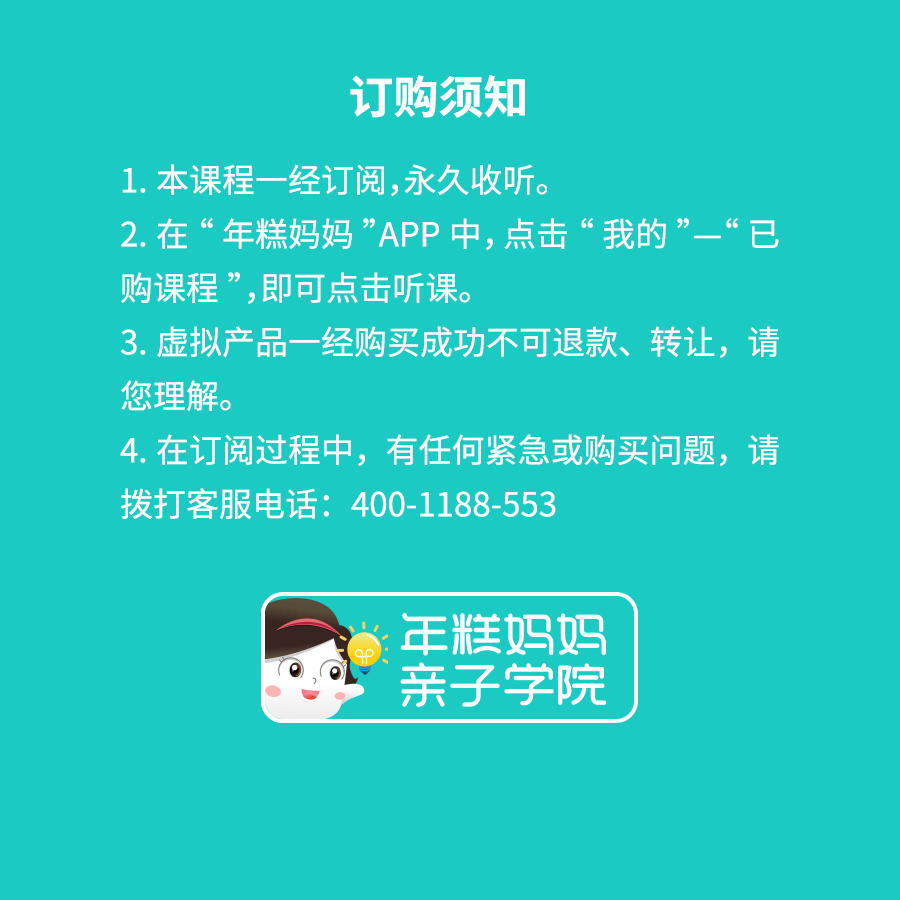 订购须知
1. 本课程一经订阅，永久收听。
2. 在 “ 年糕妈妈 ”APP 中，点击 “ 我的 ”—“ 已
购课程 ”，即可点击听课。
3. 虚拟产品一经购买成功不可退款、转让，请
您理解。
4. 在订阅过程中，有任何紧急或购买问题，请
拨打客服电话：400-1188-553
年糕妈妈
亲子学院